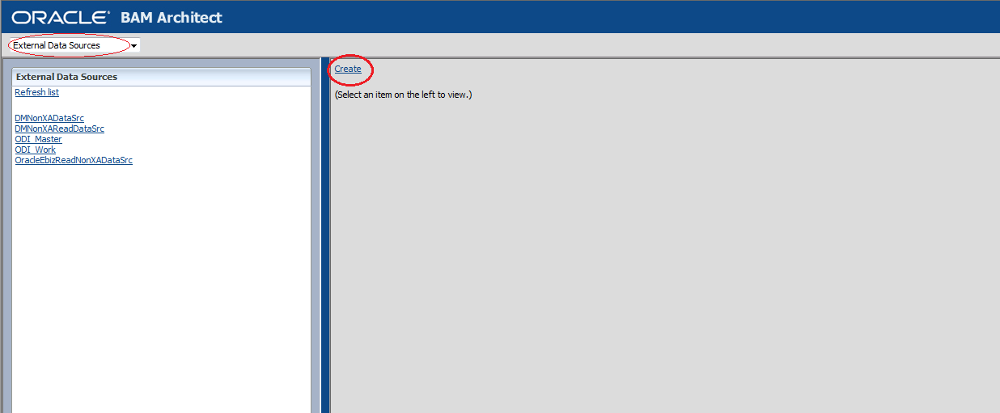 ORACLE BAM Architect
External Data Sources
External Data Sources
Refresh list
DMNonXADataSrc
DMNonXAReadDataSrc
ODI_Master
ODI_Work
OracleEbizReadNonXADataSrc
Create
(Select an item on the left to view.)